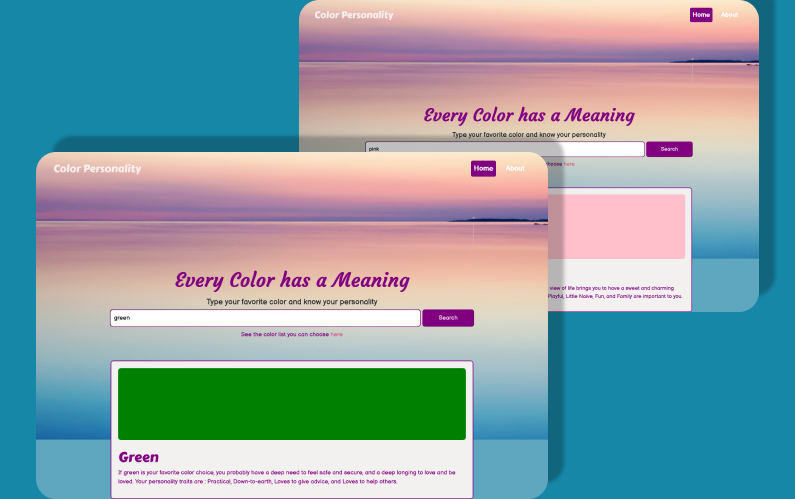 Color Personality
Home About
Every Color has a Meaning
Type your favorite color and know your personality
pink
Search
choose here
view of life brings you to have a sweet and charming
Playful, Little Naive, Fun, and Family are important to you.
Color Personality
Home About
Every Color has a Meaning
Type your favorite color and know your personality
green
Search
See the color list you can choose here
Green
If green is your favorite color choice, you probably have a deep need to feel safe and secure, and a deep longing to love and be
loved. Your personality traits are : Practical, Down-to-earth, Loves to give advice, and Loves to help others.